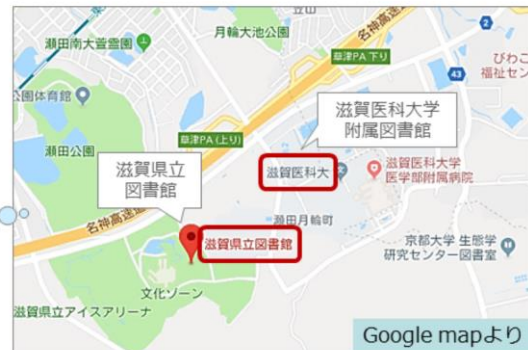 笠山
月輪大池公園
瀬田南大萱霊園
2
草津PA 下り
名神高速道路
びわこ
福祉セン
43
公園体育館
滋賀医科大学
附属図書館
草津PA (上り)
瀬田公園
滋賀県立
図書館
滋賀医科大
滋賀医科大学
医学部附属病院
名神高速道路
瀬田月輪町
滋賀県立図書館
京都大学 生態学
研究センター図書室
文化ゾーン
滋賀県立アイスアリーナ
Google mapより